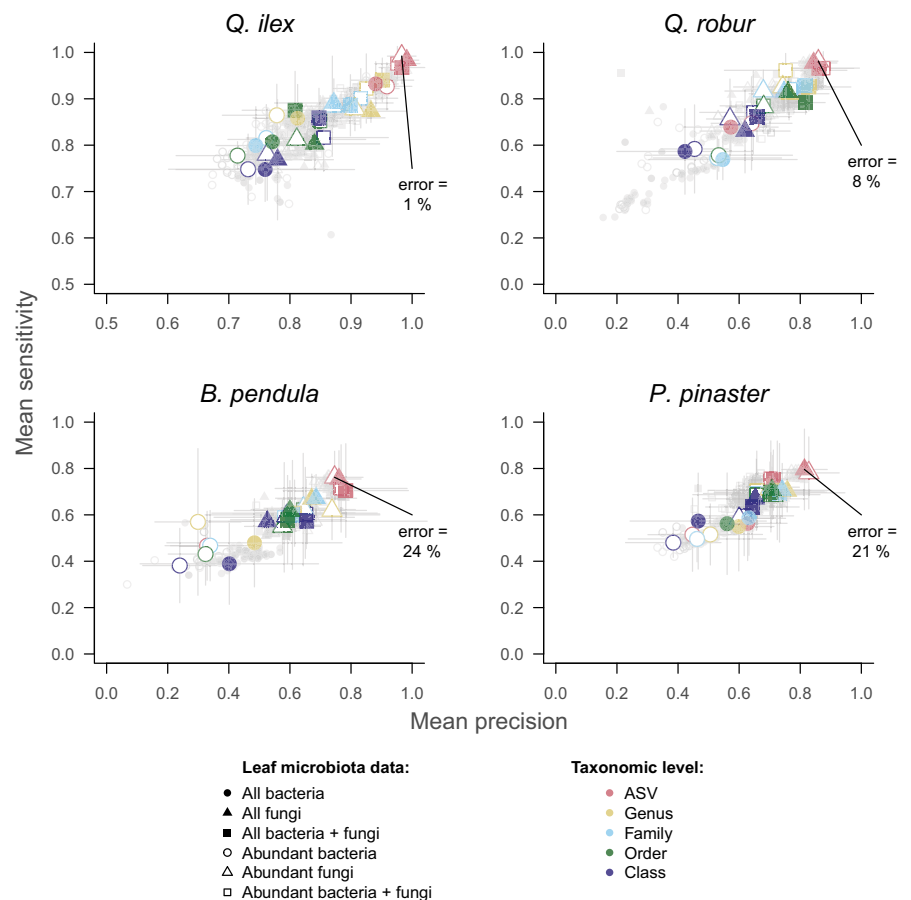 Q. ilex
Q. robur
1.0
0.9
0.8
0.7
0.6
0.5
0.5
0.6
0.7
0.8
0.9
1.0
error =
1 %
1.0
0.8
0.6
0.4
0.2
0.0
0.0
0.2
0.4
0.6
0.8
1.0
error =
8 %
Mean sensitivity
B. pendula
P. pinaster
1.0
0.8
0.6
0.4
0.2
0.0
0.0
0.2
0.4
0.6
0.8
1.0
error =
24 %
1.0
0.8
0.6
0.4
0.2
0.0
0.0
0.2
0.4
0.6
0.8
1.0
error =
21 %
Mean precision
Leaf microbiota data:
All bacteria
All fungi
All bacteria + fungi
Abundant bacteria
Abundant fungi
Abundant bacteria + fungi
Taxonomic level:
ASV
Genus
Family
Order
Class